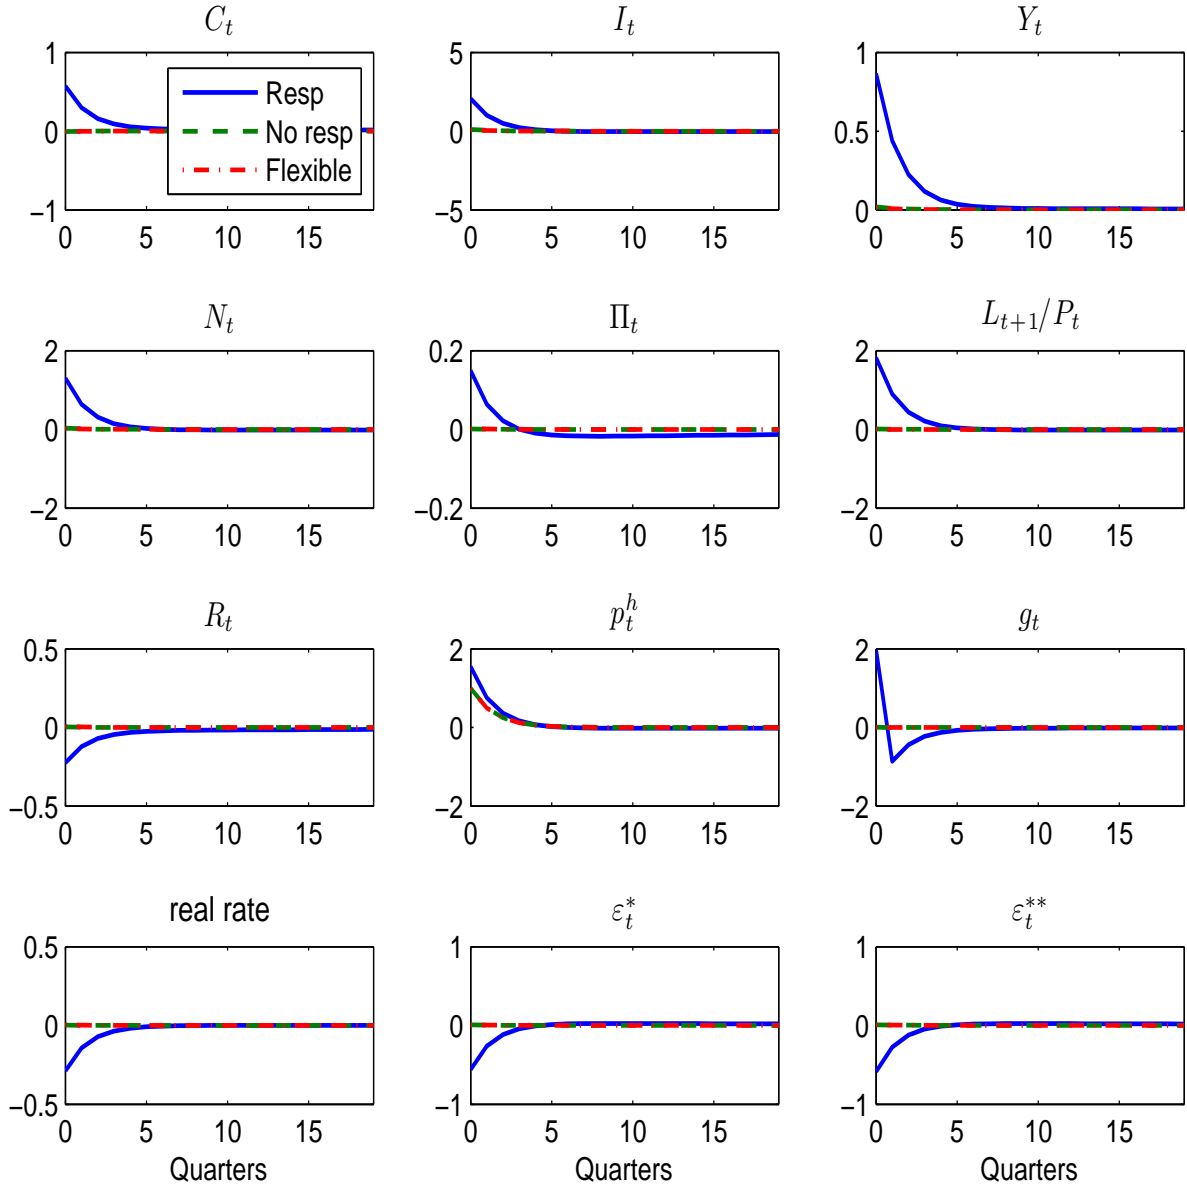 C_t I_t Y_t
1 5 1
Resp
0 0 0.5
No resp
Flexible
−1 −5 0
0 5 10 15 0 5 10 15 0 5 10 15
N_t Π_t L_{t+1}/P_t
2 0.2 2
0 0 0
−2 −0.2 −2
0 5 10 15 0 5 10 15 0 5 10 15
R_t p_t^h g_t
0.5 2 2
0 0 0
−0.5 −2 −2
0 5 10 15 0 5 10 15 0 5 10 15
real rate ε_t^* ε_t^{**}
0.5 1 1
0 0 0
−0.5 −1 −1
0 5 10 15 0 5 10 15 0 5 10 15
Quarters Quarters Quarters